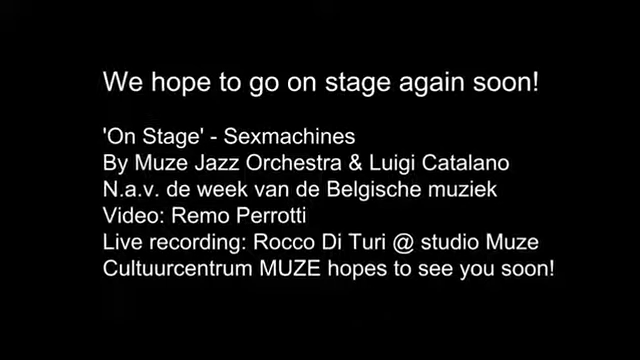 We hope to go on stage again soon!
'On Stage' - Sexmachines
By Muze Jazz Orchestra & Luigi Catalano
N.a.v. de week van de Belgische muziek
Video: Remo Perrotti
Live recording: Rocco Di Turi @ studio Muze
Cultuurcentrum MUZE hopes to see you soon!